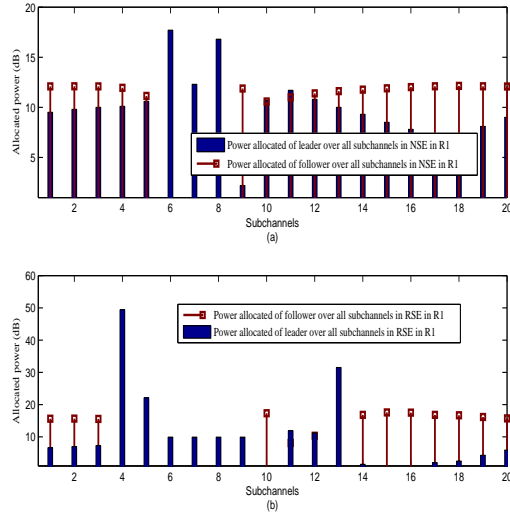 20
15
10
5
Allocated power (dB)
Power allocated of leader over all subchannels in NSE in R1
Power allocated of follower over all subchannels in NSE in R1
2 4 6 8 10 12 14 16 18 20
Subchannels
(a)
60
50
40
30
20
10
Allocated power (dB)
Power allocated of follower over all subchannels in RSE in R1
Power allocated of leader over all subchannels in RSE in R1
2 4 6 8 10 12 14 16 18 20
Subchannels
(b)